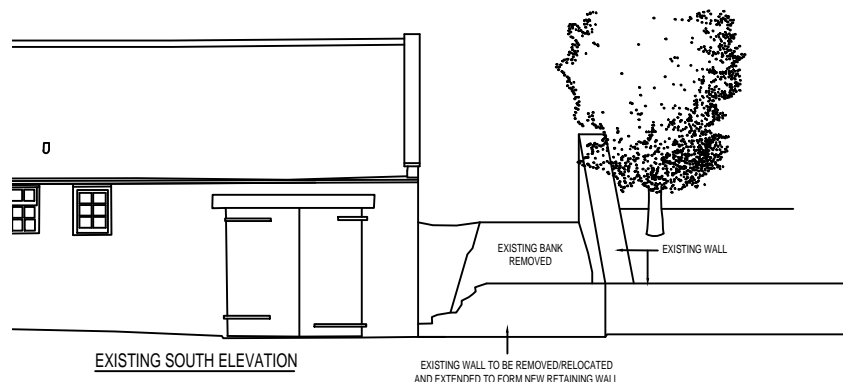 EXISTING BANK
REMOVED
EXISTING WALL
EXISTING SOUTH ELEVATION
EXISTING WALL TO BE REMOVED/RELOCATED
AND EXTENDED TO FORM NEW RETAINING WALL